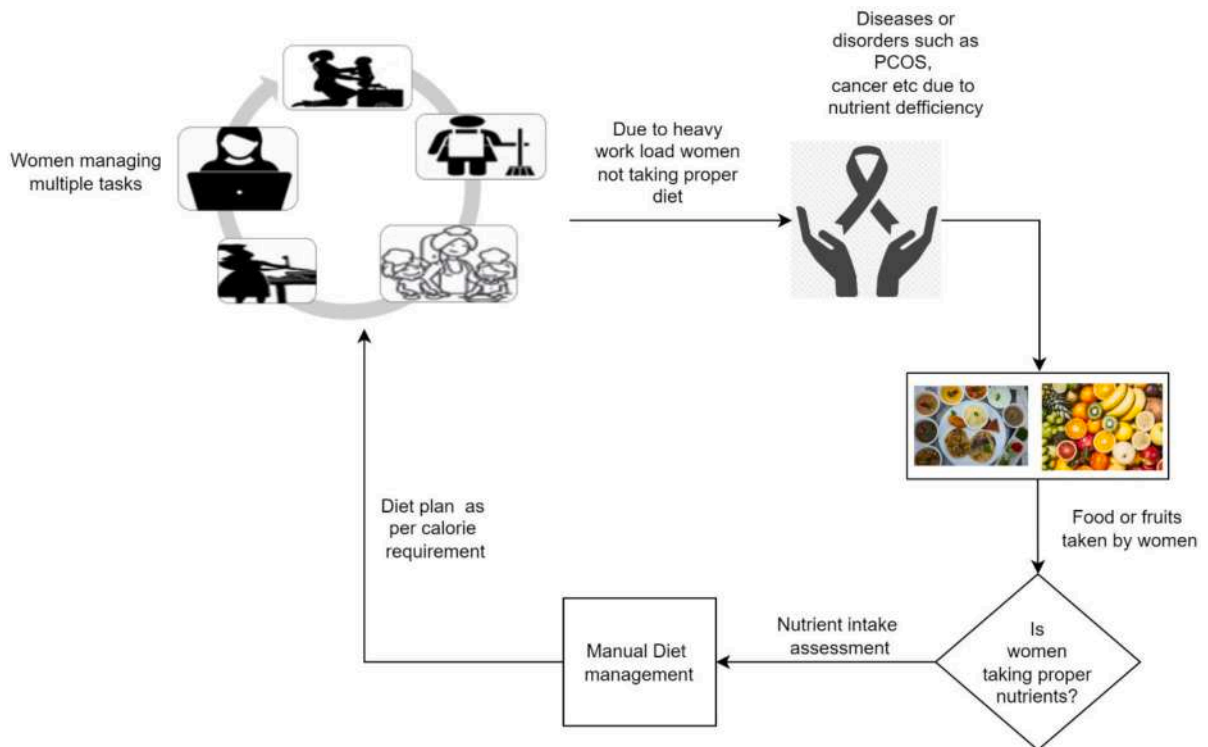 Women managing
multiple tasks
Due to heavy
work load women
not taking proper
diet
Diseases or
disorders such as
PCOS,
cancer etc due to
nutrient defficiency
Food or fruits
taken by women
Is
women
taking proper
nutrients?
Nutrient intake
assessment
Manual Diet
management
Diet plan as
per calorie
requirement